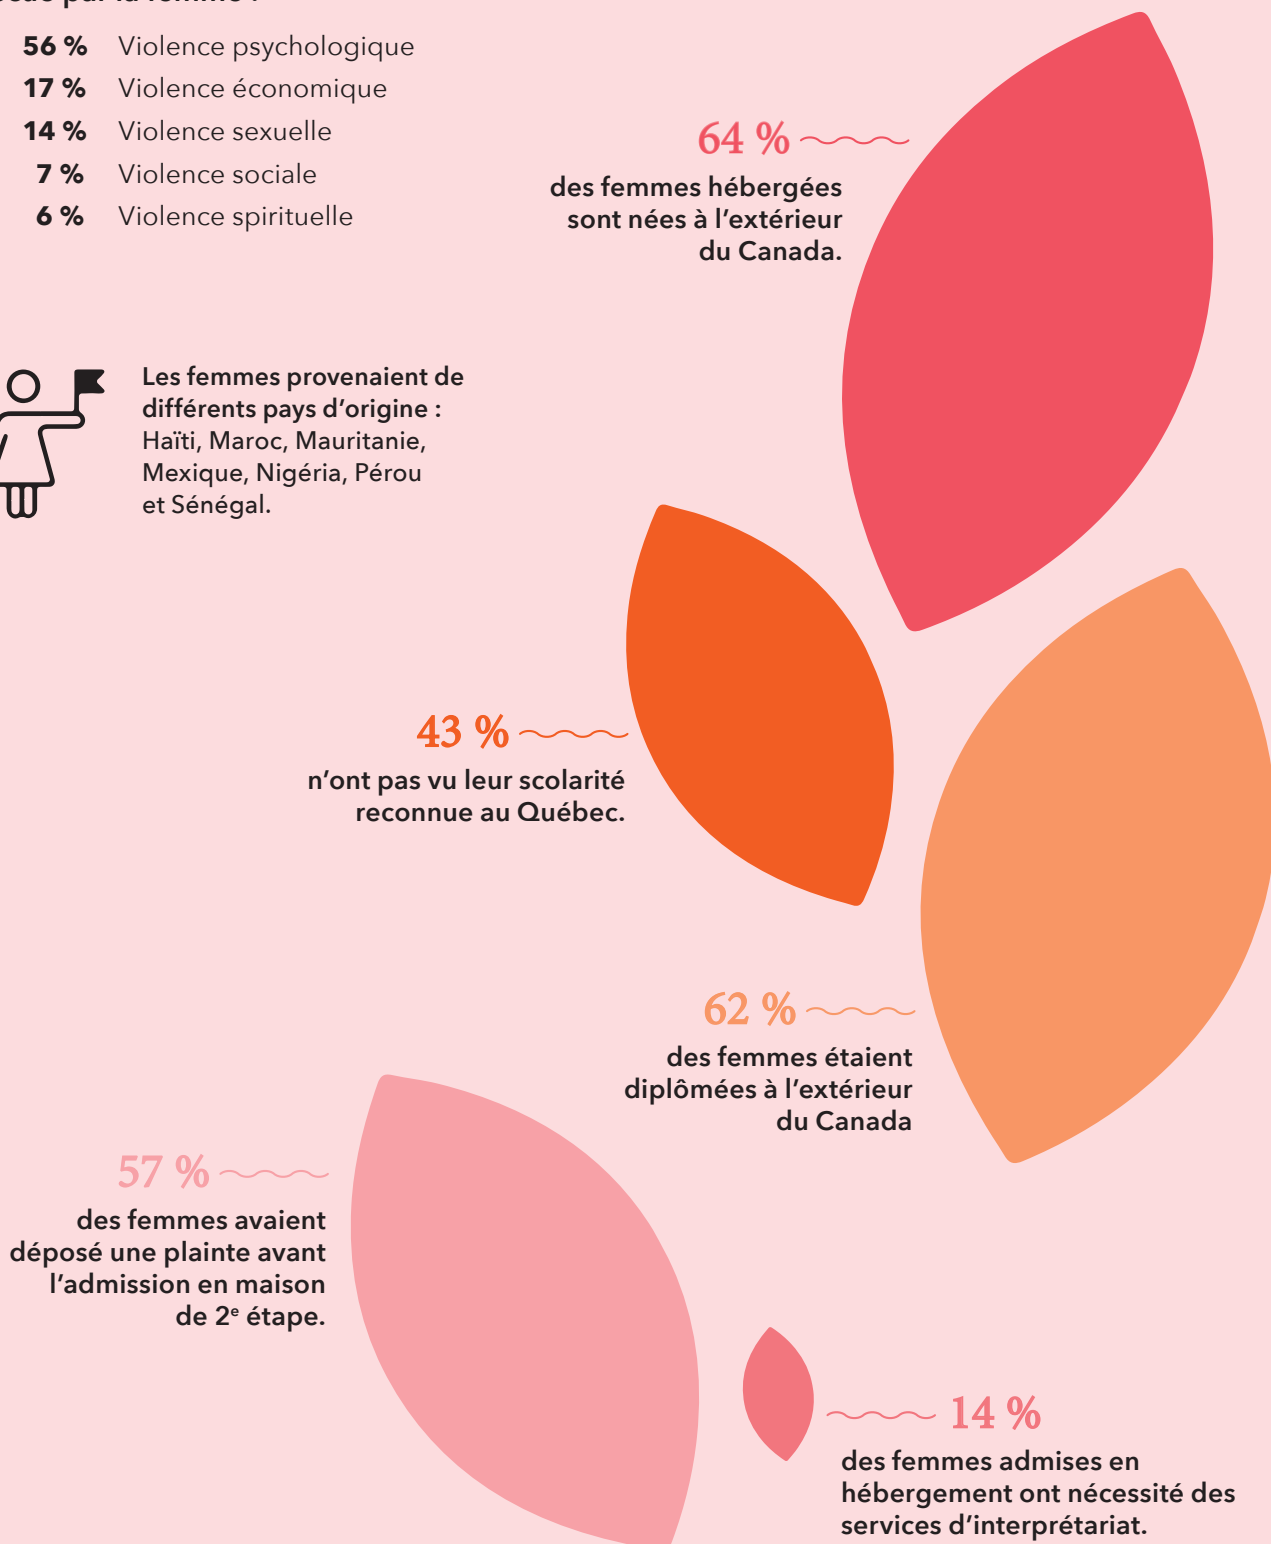 par la femme :
56 % Violence psychologique
17 % Violence économique
14 % Violence sexuelle
7 % Violence sociale
6 % Violence spirituelle
64 %
des femmes hébergées
sont nées à l’extérieur
du Canada.
Les femmes provenaient de
différents pays d’origine :
Haïti, Maroc, Mauritanie,
Mexique, Nigéria, Pérou
et Sénégal.
43 %
n’ont pas vu leur scolarité
reconnue au Québec.
62 %
des femmes étaient
diplômées à l’extérieur
du Canada
57 %
des femmes avaient
déposé une plainte avant
l’admission en maison
de 2e étape.
14 %
des femmes admises en
hébergement ont nécessité des
services d’interprétariat.